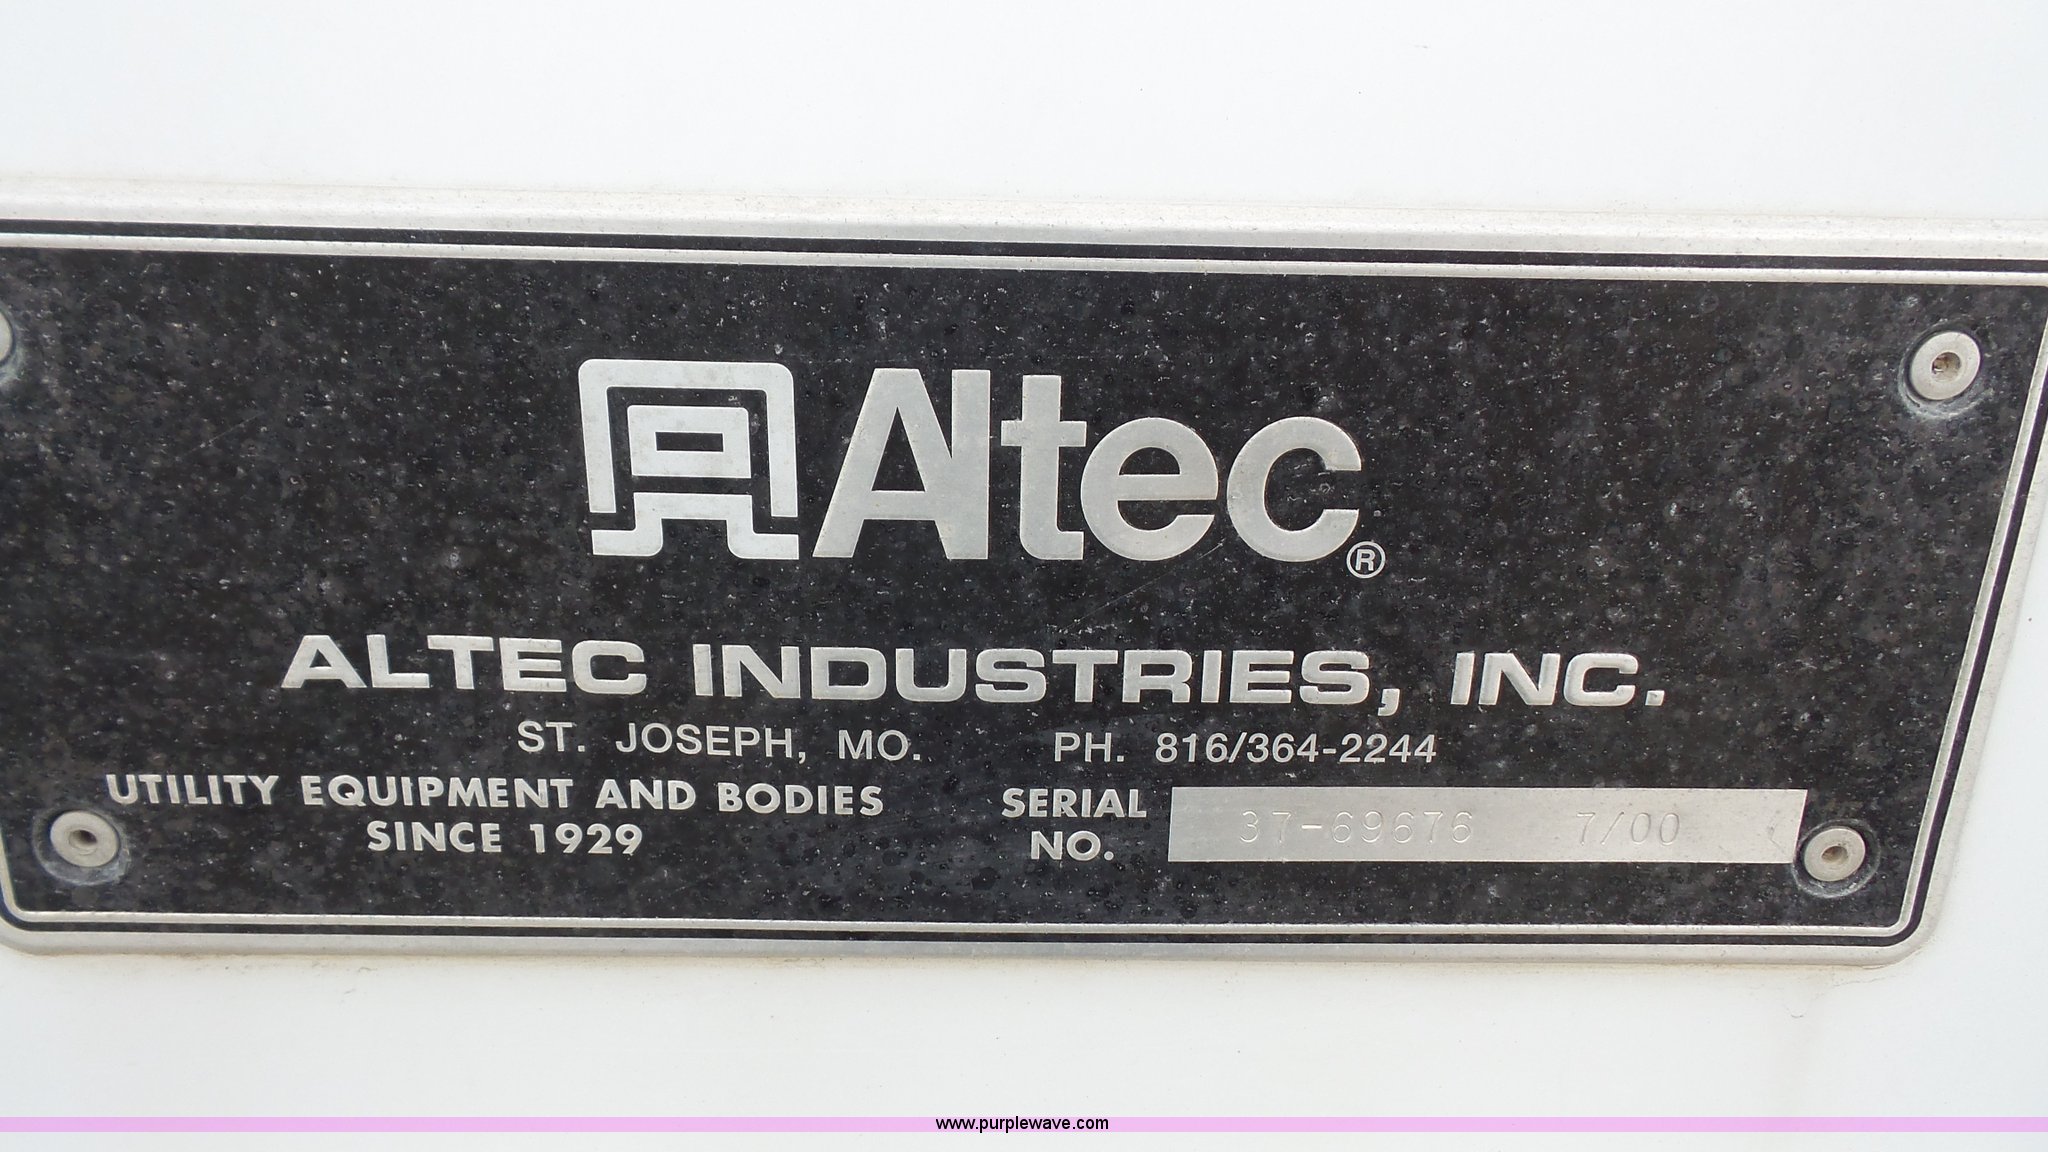 Altec®
ALTEC INDUSTRIES, INC.
ST. JOSEPH, MO. PH. 816/364-2244
UTILITY EQUIPMENT AND BODIES
SINCE 1929
SERIAL
NO. 37-69676 7/00
www.purplewave.com